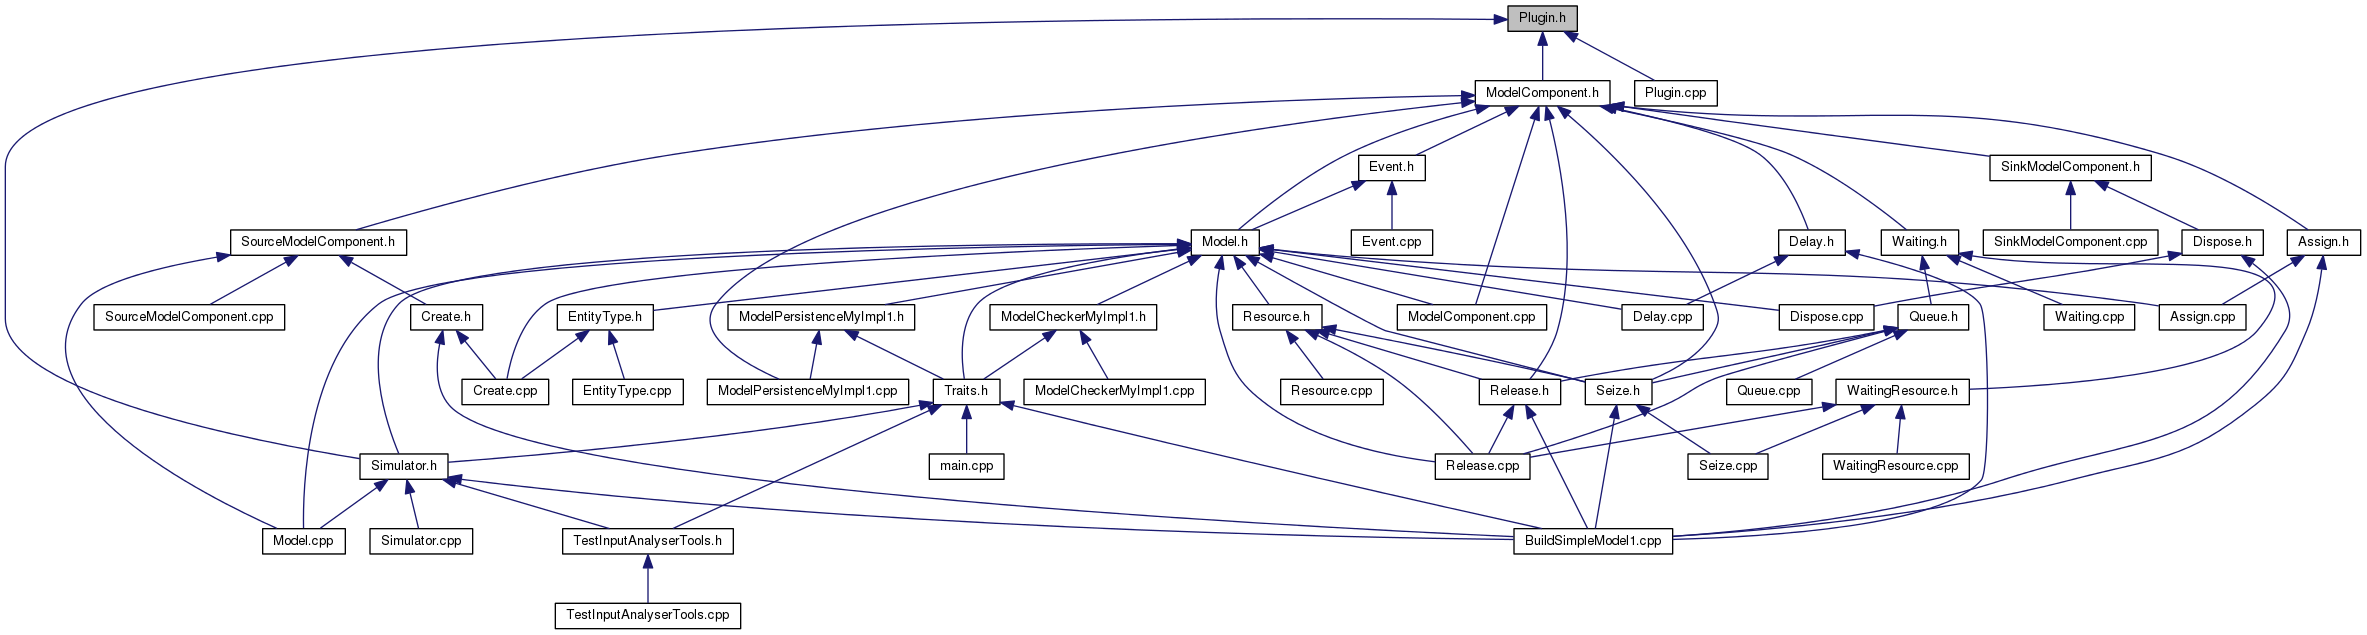 Plugin.h
ModelComponent.h
Plugin.cpp
Event.h
SinkModelComponent.h
SourceModelComponent.h
Model.h
Event.cpp
Delay.h
Waiting.h
SinkModelComponent.cpp
Dispose.h
Assign.h
SourceModelComponent.cpp
Create.h
EntityType.h
ModelPersistenceMyImpl1.h
ModelCheckerMyImpl1.h
Resource.h
ModelComponent.cpp
Delay.cpp
Dispose.cpp
Queue.h
Waiting.cpp
Assign.cpp
Create.cpp
EntityType.cpp
ModelPersistenceMyImpl1.cpp
Traits.h
ModelCheckerMyImpl1.cpp
Resource.cpp
Release.h
Seize.h
Queue.cpp
WaitingResource.h
Simulator.h
main.cpp
Release.cpp
Seize.cpp
WaitingResource.cpp
Model.cpp
Simulator.cpp
TestInputAnalyserTools.h
BuildSimpleModel1.cpp
TestInputAnalyserTools.cpp